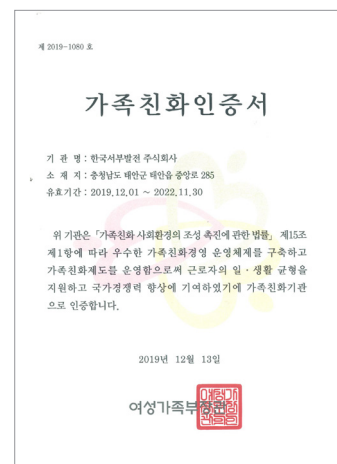 제 2019-1080 호
가족친화인증서
기 관 명 : 한국서부발전 주식회사
소 재 지 : 충청남도 태안군 태안읍 중앙로 285
유효기간 : 2019.12.01 ~ 2022.11.30
위 기관은 「가족친화 사회환경의 조성 촉진에 관한 법률」 제15조
제1항에 따라 우수한 가족친화경영 운영체제를 구축하고
가족친화제도를 운영함으로써 근로자의 일 · 생활 균형을
지원하고 국가경쟁력 향상에 기여하였기에 가족친화기관
으로 인증합니다.
2019년 12월 13일
여성가족부장관